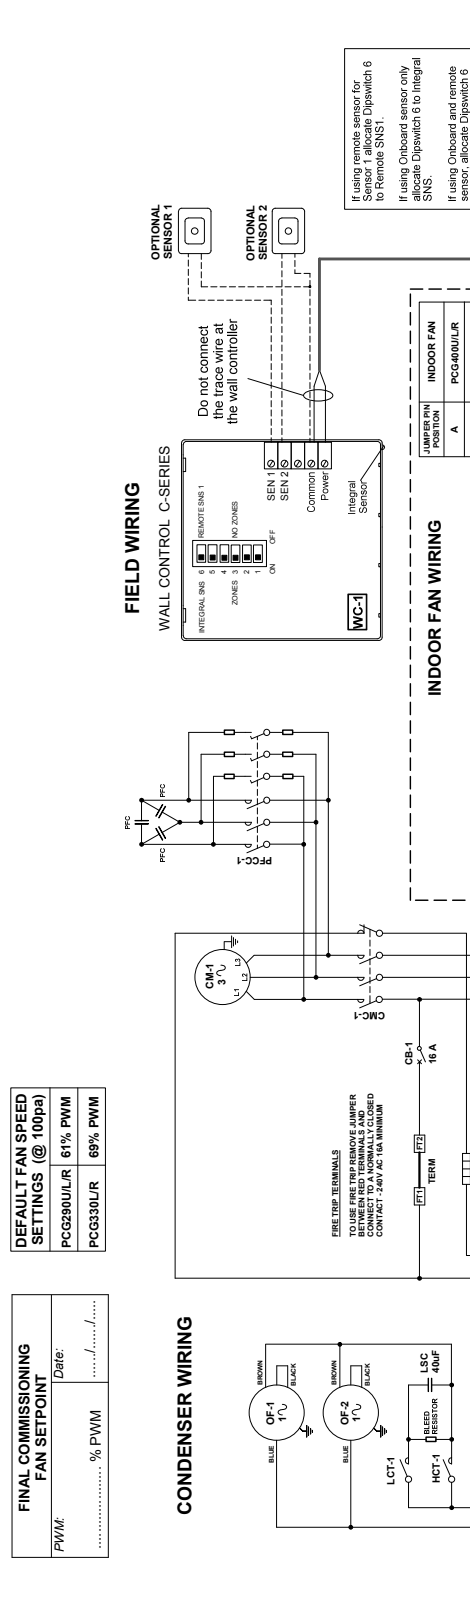 FINAL COMMISSIONING
FAN SETPOINT
PWM:
Date:
.................... % PWM
....../....../......
DEFAULT FAN SPEED
SETTINGS (@ 100pa)
PCG290U/L/R
61% PWM
PCG330L/R
69% PWM
CONDENSER WIRING
BLUE
OF-1
1
BROWN
BLACK
BLUE
OF-2
1
BROWN
BLACK
LCT-1
HCT-1
BLEED
RESISTOR
LSC
40uF
FIRE TRIP TERMINALS
TO USE FIRE TRIP REMOVE JUMPER
BETWEEN RED TERMINALS AND
CONNECT TO A NORMALLY CLOSED
CONTACT - 240V AC 16A MINIMUM
FT1
FT2
TERM
CB-1
16 A
CM-1
3
L1
L2
L3
CMC-1
PFC
PFC
PFC
PFCC-1
FIELD WIRING
WALL CONTROL C-SERIES
INTEGRAL SNS
6
REMOTE SNS 1
5
4
ZONES
3
NO ZONES
2
1
ON
OFF
WC-1
SEN 1
SEN 2
Common
Power
Integral
Sensor
Do not connect
the trace wire at
the wall controller
OPTIONAL
SENSOR 1
OPTIONAL
SENSOR 2
If using remote sensor for
Sensor 1 allocate Dipswitch 6
to Remote SNS1.
If using Onboard sensor only
allocate Dipswitch 6 to Integral
SNS.
If using Onboard and remote
sensor, allocate Dipswitch 6
INDOOR FAN WIRING
JUMPER PIN
POSITION
INDOOR FAN
A
PCG400U/L/R